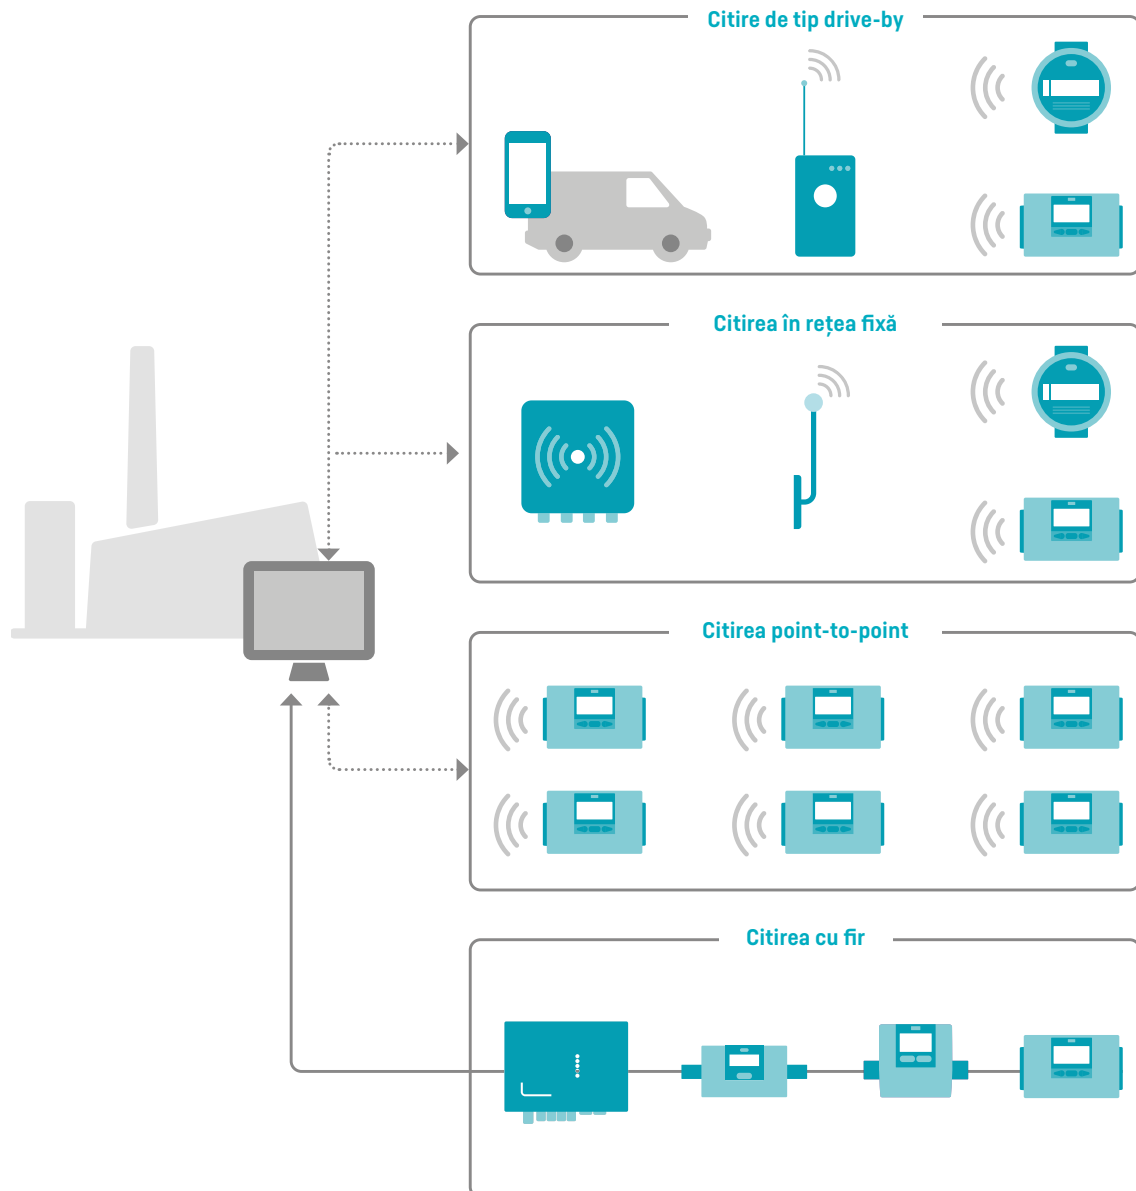 Citire de tip drive-by
Citirea în rețea fixă
Citirea point-to-point
Citirea cu fir